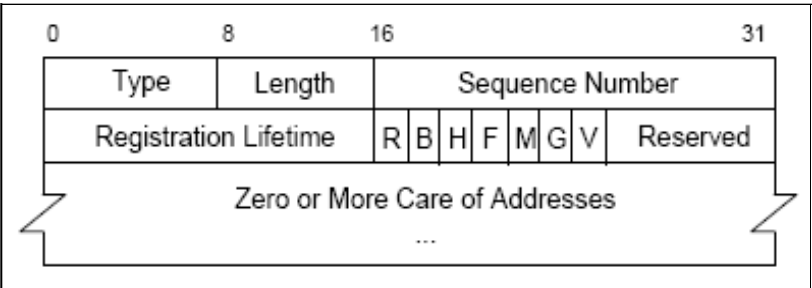 0 8 16 31
Type Length Sequence Number
Registration Lifetime R B H F M G V Reserved
Zero or More Care of Addresses
...